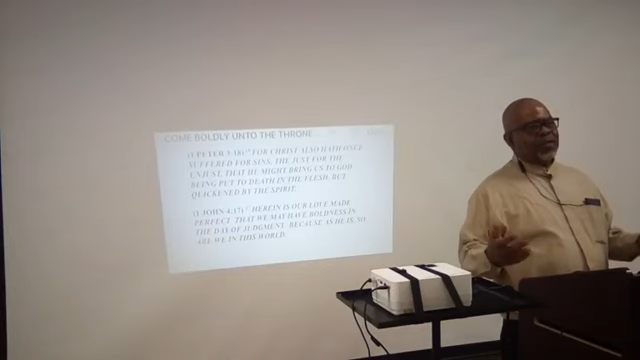 COME BOLDLY UNTO THE THRONE
(1 PETER 3:18) FOR CHRIST ALSO HATH ONCE
SUFFERED FOR SINS, THE JUST FOR THE
UNJUST, THAT HE MIGHT BRING US TO GOD
BEING PUT TO DEATH IN THE FLESH, BUT
QUICKENED BY THE SPIRIT.
(1 JOHN 4:17) HEREIN IS OUR LOVE MADE
PERFECT THAT WE MAY HAVE BOLDNESS IN
THE DAY OF JUDGMENT BECAUSE AS HE IS, SO
ARE WE IN THIS WORLD.